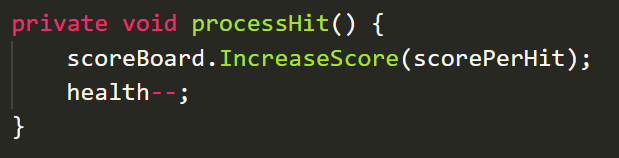 private void processHit() {
    scoreBoard.IncreaseScore(scorePerHit);
    health--;
}